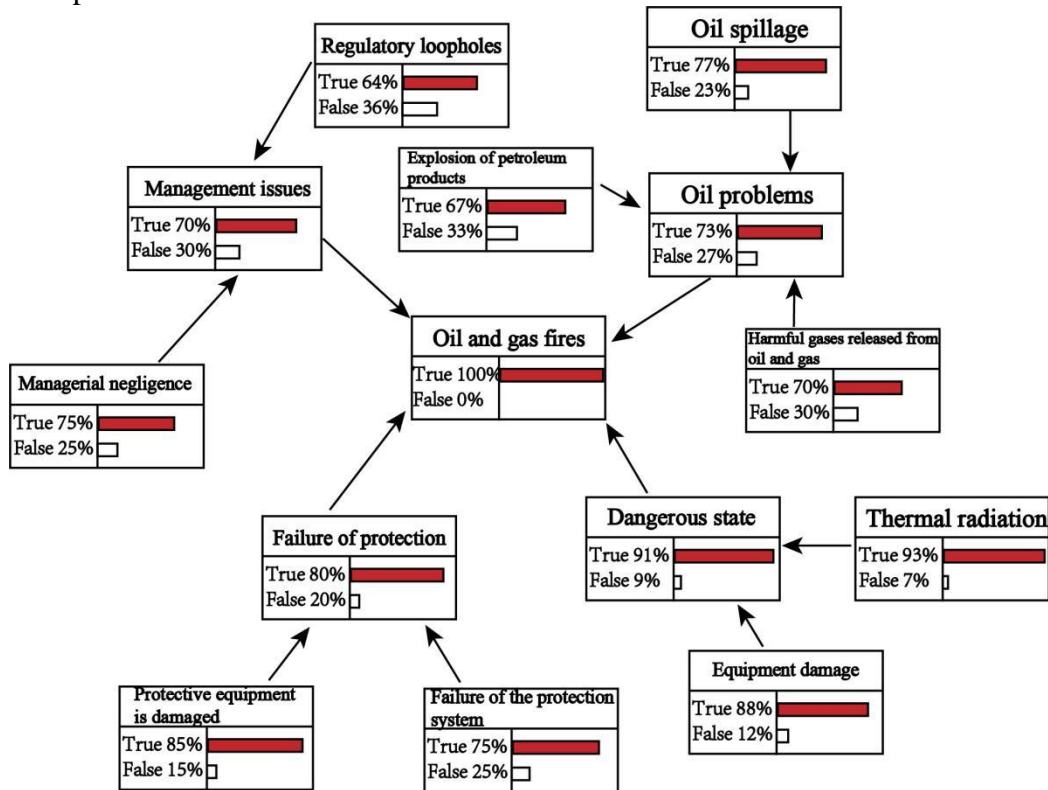 Regulatory loopholes
True 64%
False 36%
Oil spillage
True 77%
False 23%
Explosion of petroleum
products
True 67%
False 33%
Management issues
True 70%
False 30%
Oil problems
True 73%
False 27%
Oil and gas fires
True 100%
False 0%
Harmful gases released from
oil and gas
True 70%
False 30%
Managerial negligence
True 75%
False 25%
Failure of protection
True 80%
False 20%
Dangerous state
True 91%
False 9%
Thermal radiation
True 93%
False 7%
Protective equipment
is damaged
True 85%
False 15%
Failure of the protection
system
True 75%
False 25%
Equipment damage
True 88%
False 12%